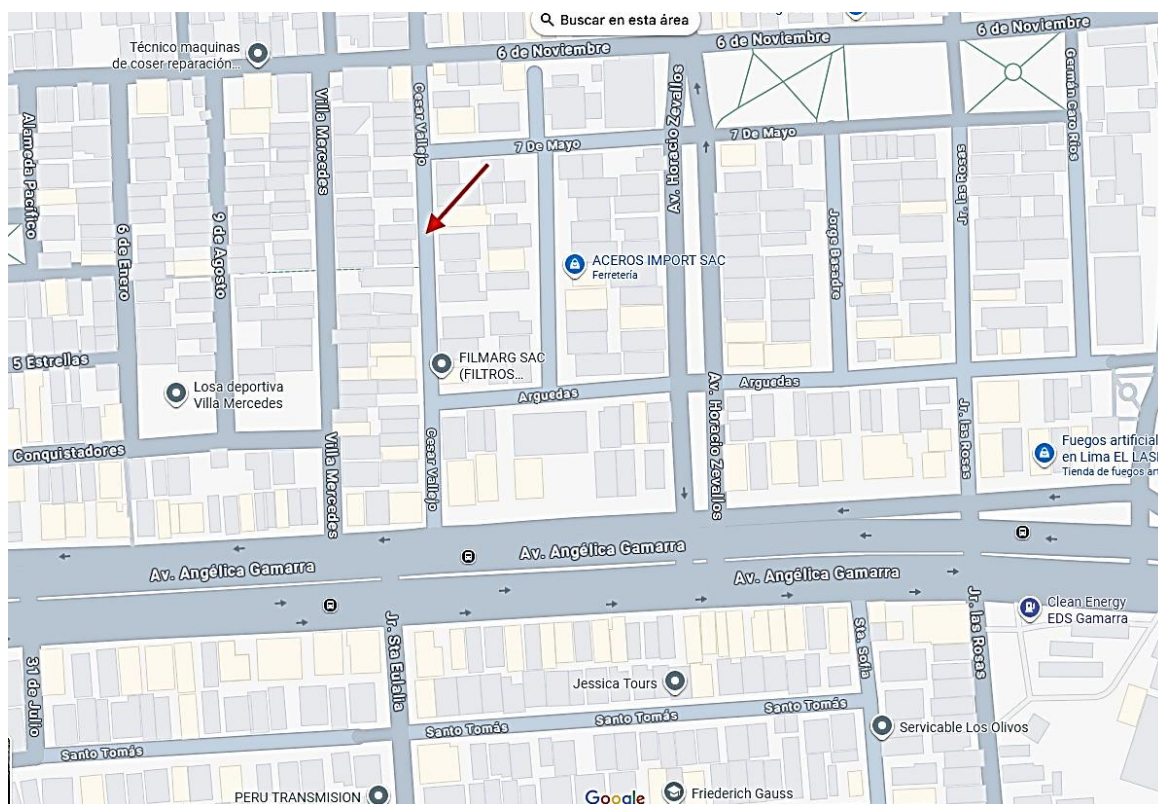 Buscar en esta área
6 de Noviembre
6 de Noviembre
6 de Noviembre
Técnico maquinas
de coser reparación...
Alameda Pacífico
6 de Enero
9 de Agosto
Villa Mercedes
Cesar Vallejo
7 De Mayo
Av. Horacio Zevallos
7 De Mayo
Jorge Basadre
Jr. las Rosas
Germán Caro Ríos
ACEROS IMPORT SAC
Ferretería
5 Estrellas
Losa deportiva
Villa Mercedes
FILMARG SAC
(FILTROS...
Arguedas
Arguedas
Conquistadores
Villa Mercedes
Cesar Vallejo
Av. Horacio Zevallos
Jr. las Rosas
Fuegos artificial
en Lima EL LAS
Tienda de fuegos art
Av. Angélica Gamarra
Av. Angélica Gamarra
Av. Angélica Gamarra
Clean Energy
EDS Gamarra
31 de Julio
Jr. Sta Eulalia
Ste. Sofia
Jr. las Rosas
Jessica Tours
Santo Tomás
Santo Tomás
Santo Tomás
Santo Tomás
Servicable Los Olivos
PERU TRANSMISION
Google
Friederich Gauss